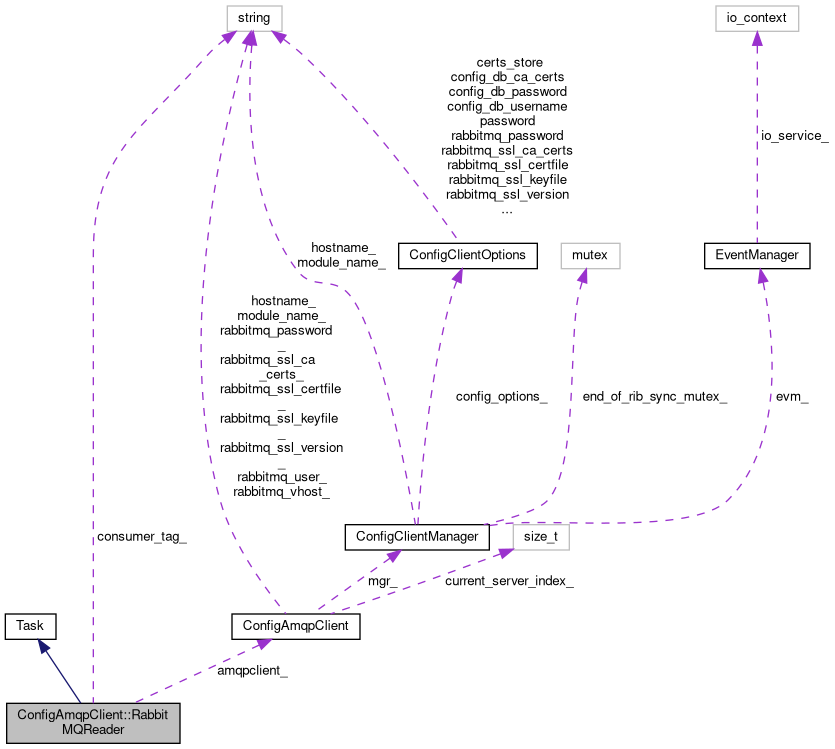 string
io_context
certs_store
config_db_ca_certs
config_db_password
config_db_username
password
rabbitmq_password
rabbitmq_ssl_ca_certs
rabbitmq_ssl_certfile
rabbitmq_ssl_keyfile
rabbitmq_ssl_version
...
io_service_
hostname_
module_name_
ConfigClientOptions
mutex
EventManager
hostname_
module_name_
rabbitmq_password
_
rabbitmq_ssl_ca
_certs_
rabbitmq_ssl_certfile
_
rabbitmq_ssl_keyfile
_
rabbitmq_ssl_version
_
rabbitmq_user_
rabbitmq_vhost_
config_options_
end_of_rib_sync_mutex_
evm_
consumer_tag_
ConfigClientManager
size_t
mgr_
current_server_index_
Task
ConfigAmqpClient
amqpclient_
ConfigAmqpClient::Rabbit
MQReader